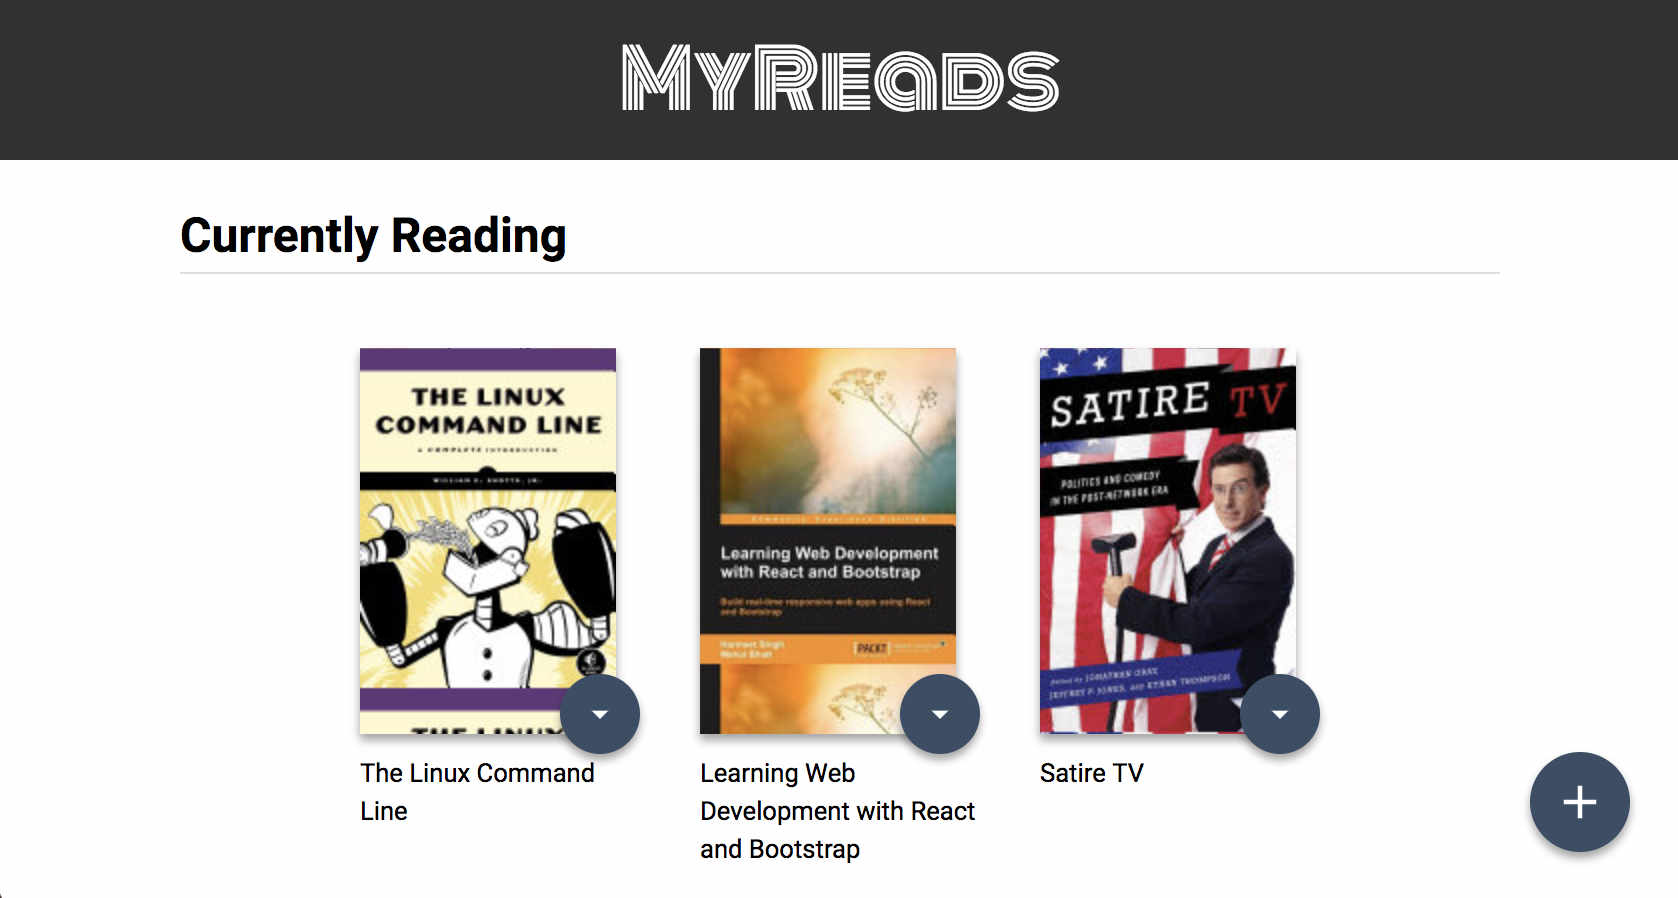 MyReads
Currently Reading
THE LINUX
COMMAND LINE
A COMPLETE INTRODUCTION
WILLIAM E. SHOTTS, JR.
THE LINUX
Learning Web Development
with React and Bootstrap
Build real-time responsive web apps using React
and Bootstrap
Harmeet Singh
Mehul Bhatt
PACKT
SATIRE TV
POLITICS AND COMEDY
IN THE POST-NETWORK ERA
Edited by JONATHAN GRAY,
JEFFREY P. JONES, AND ETHAN THOMPSON
The Linux Command
Line
Learning Web
Development with React
and Bootstrap
Satire TV